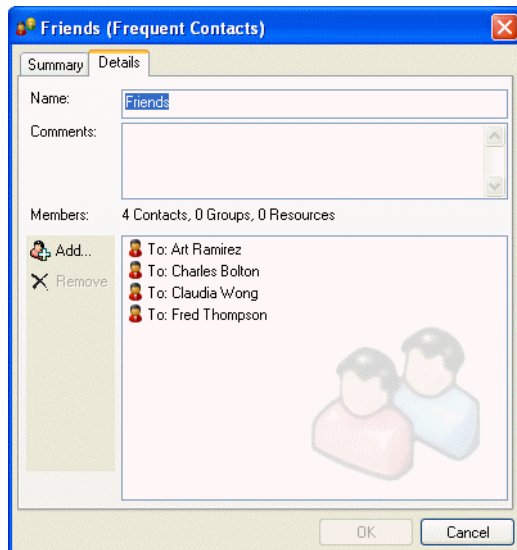 Friends (Frequent Contacts)
Summary Details
Name: Friends
Comments:
Members: 4 Contacts, 0 Groups, 0 Resources
Add...
Remove
To: Art Ramirez
To: Charles Bolton
To: Claudia Wong
To: Fred Thompson
OK Cancel